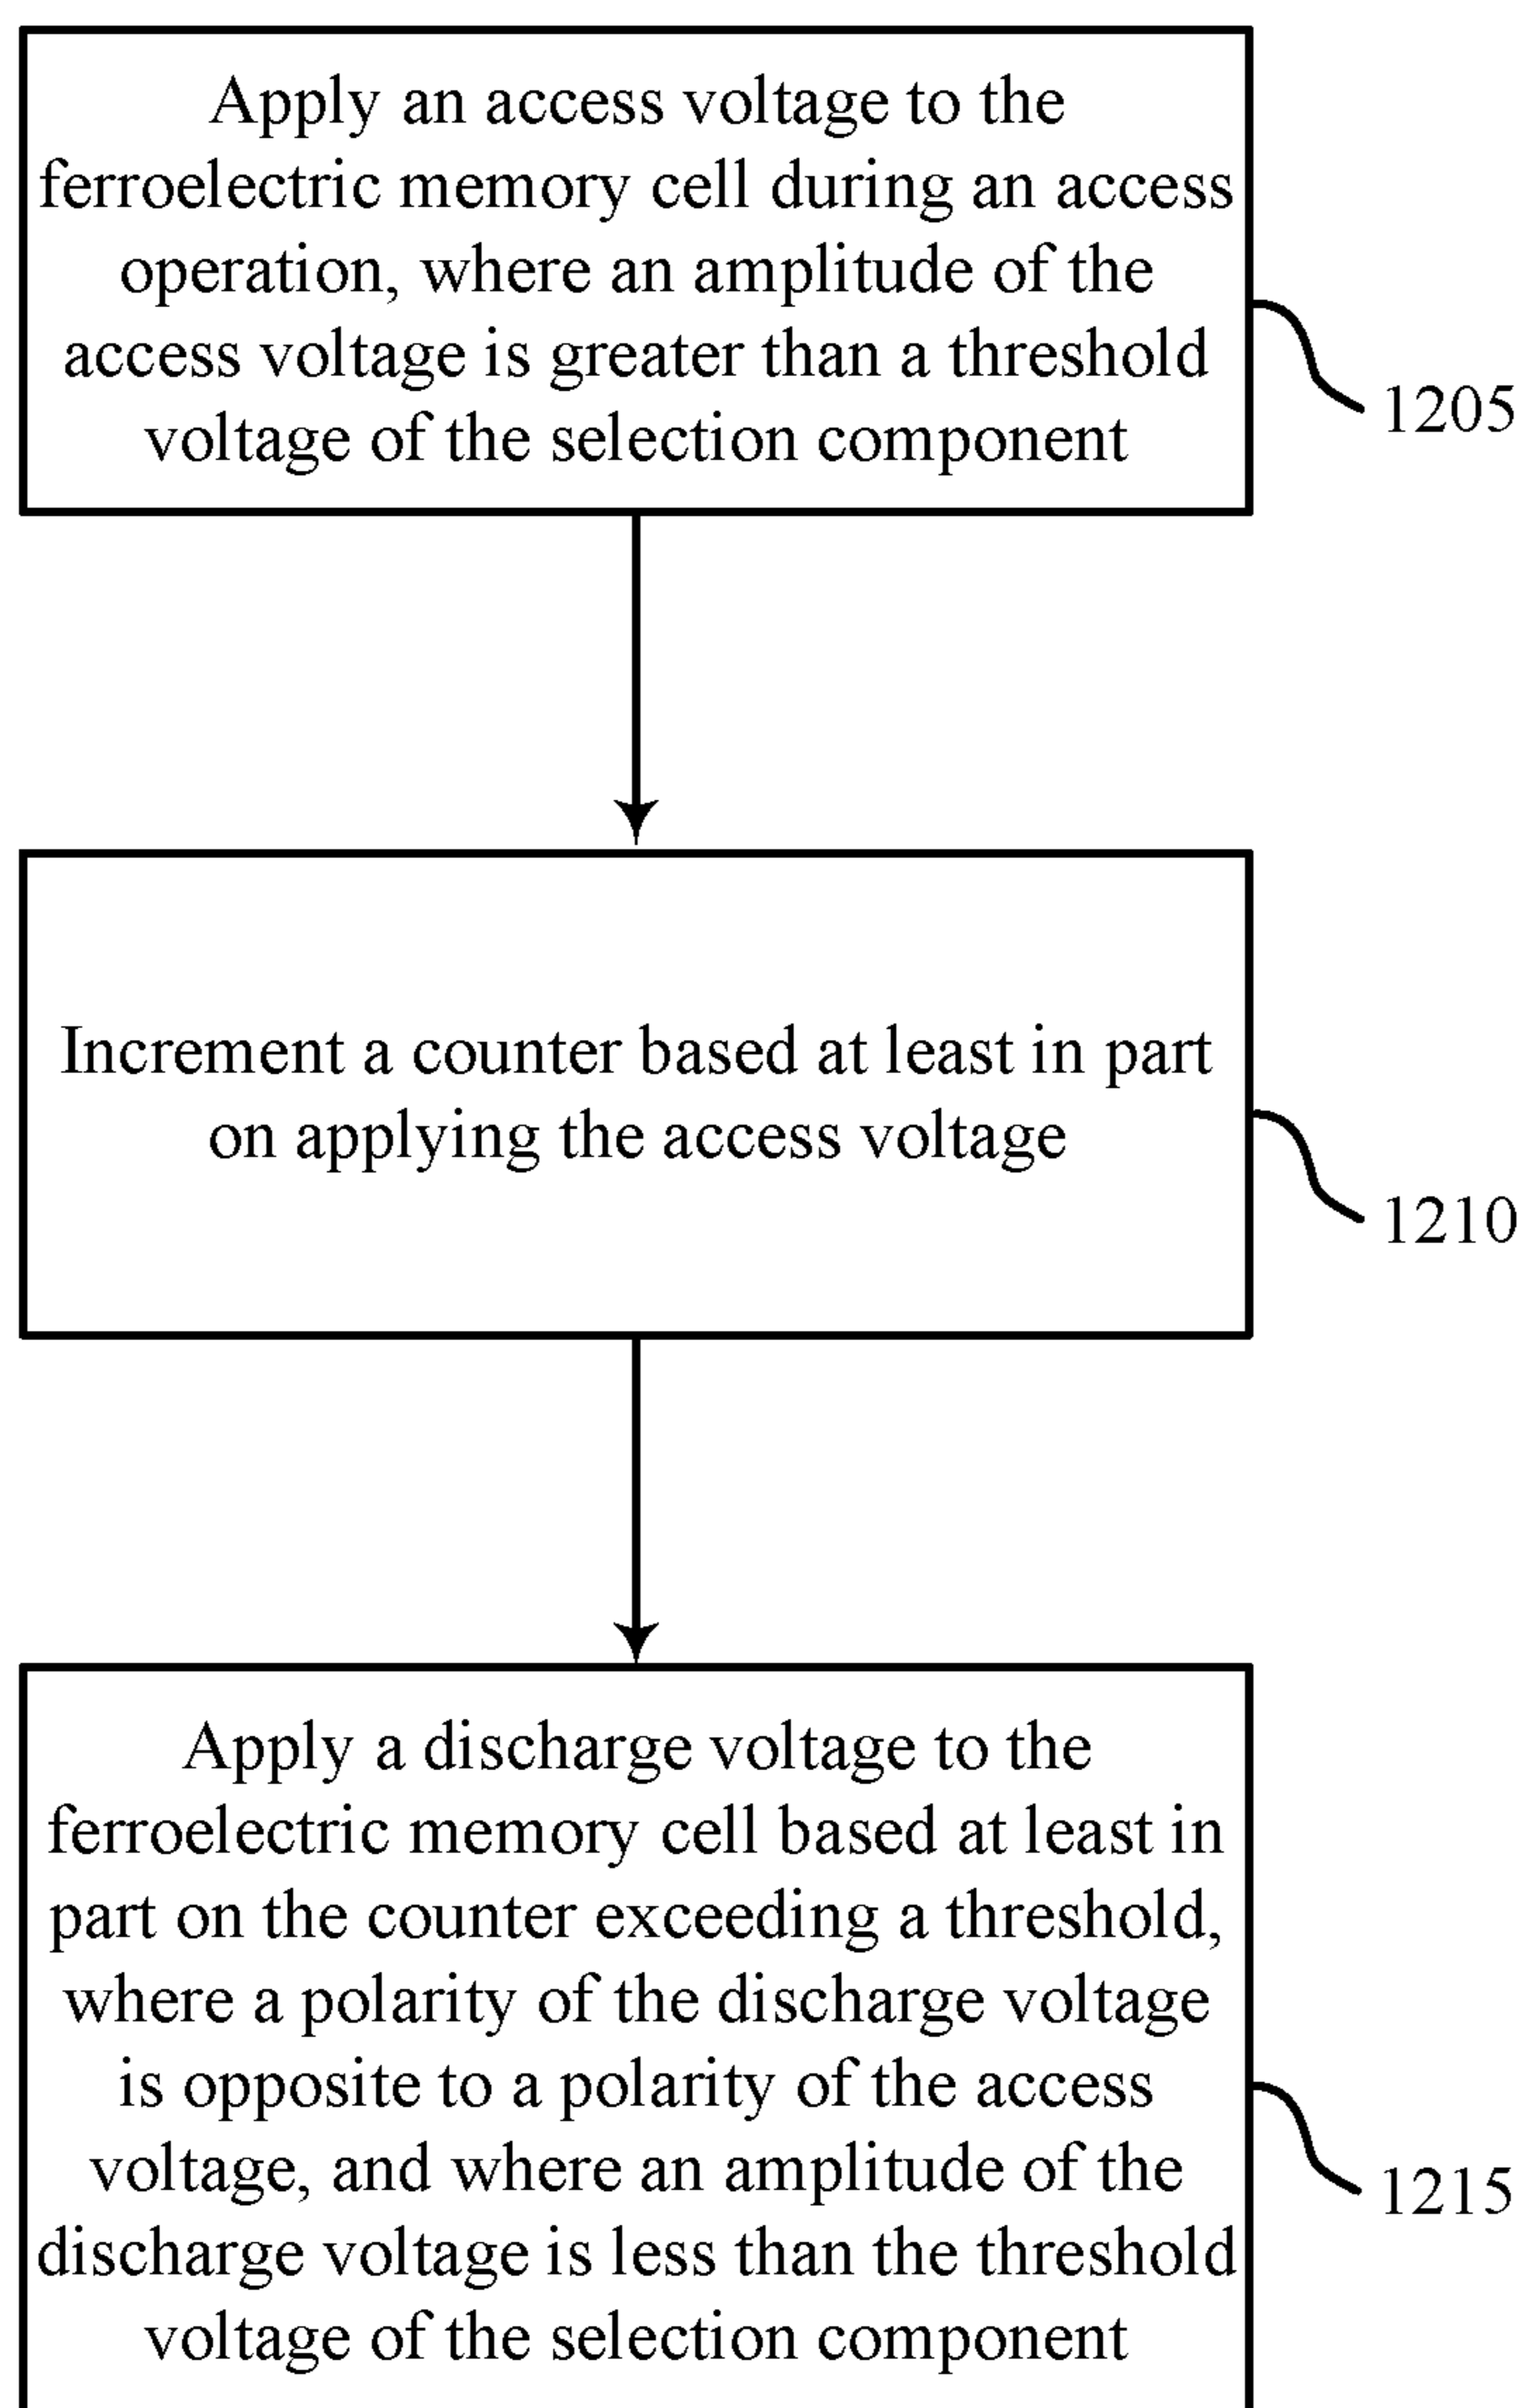 Apply an access voltage to the
ferroelectric memory cell during an access
operation, where an amplitude of the
access voltage is greater than a threshold
voltage of the selection component
1205
Increment a counter based at least in part
on applying the access voltage
1210
Apply a discharge voltage to the
ferroelectric memory cell based at least in
part on the counter exceeding a threshold,
where a polarity of the discharge voltage
is opposite to a polarity of the access
voltage, and where an amplitude of the
discharge voltage is less than the threshold
voltage of the selection component
1215